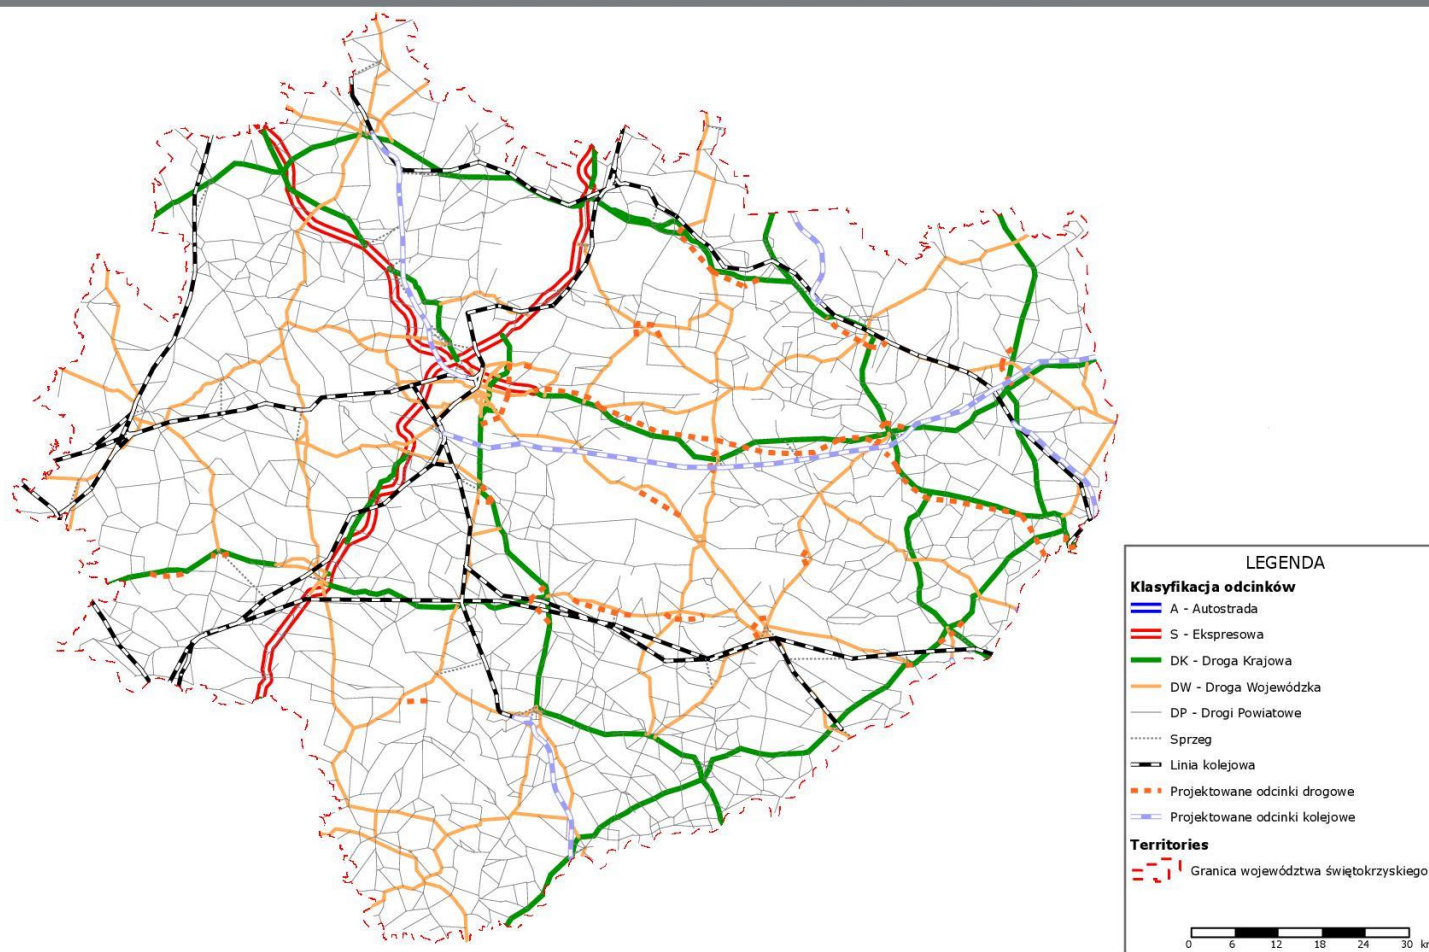 LEGENDA
Klasyfikacja odcinków
A - Autostrada
S - Ekspresowa
DK - Droga Krajowa
DW - Droga Wojewódzka
DP - Drogi Powiatowe
Sprzeg
Linia kolejowa
Projektowane odcinki drogowe
Projektowane odcinki kolejowe
Territories
Granica województwa świętokrzyskiego
0 6 12 18 24 30 km